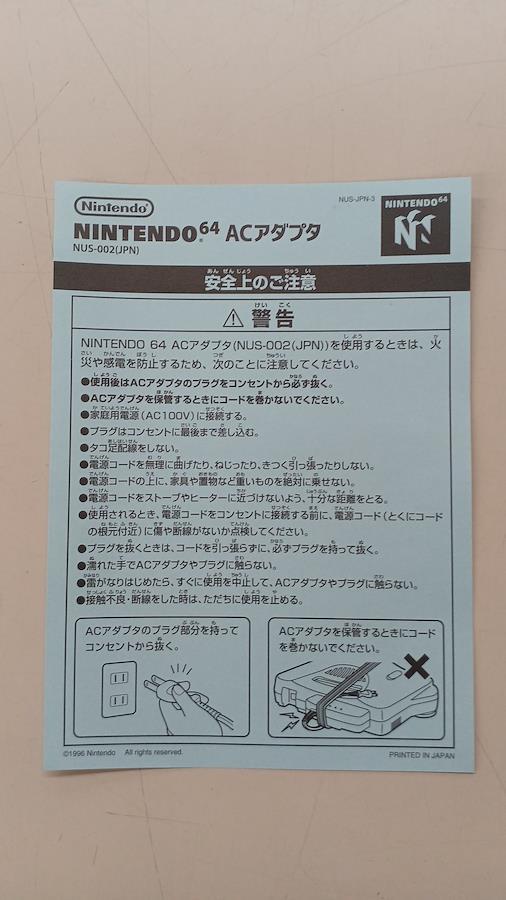 Nintendo
NUS-JPN-3
NINTENDO 64
NINTENDO 64 ACアダプタ
NUS-002(JPN)
安全上のご注意
警告
NINTENDO 64 ACアダプタ(NUS-002(JPN))を使用するときは、火
災や感電を防止するため、次のことに注意してください。
●使用後はACアダプタのプラグをコンセントから必ず抜く。
●ACアダプタを保管するときにコードを巻かないでください。
●家庭用電源(AC100V)に接続する。
●プラグはコンセントに最後まで差し込む。
●タコ足配線をしない。
●電源コードを無理に曲げたり、ねじったり、きつく引っ張ったりしない。
●電源コードの上に、家具や置物など重いものを絶対に乗せない。
●電源コードをストーブやヒーターに近づけないよう、十分な距離をとる。
●使用されるとき、電源コードをコンセントに接続する前に、電源コード(とくにコード
の根元付近)に傷や断線がないか点検してください。
●プラグを抜くときは、コードを引っ張らずに、必ずプラグを持って抜く。
●濡れた手でACアダプタやプラグに触らない。
●雷がなりはじめたら、すぐに使用を中止して、ACアダプタやプラグに触らない。
●接触不良・断線をした時は、ただちに使用を止める。
ACアダプタのプラグ部分を持って
コンセントから抜く。
ACアダプタを保管するときにコード
を巻かないでください。
©1996 Nintendo All rights reserved.
PRINTED IN JAPAN